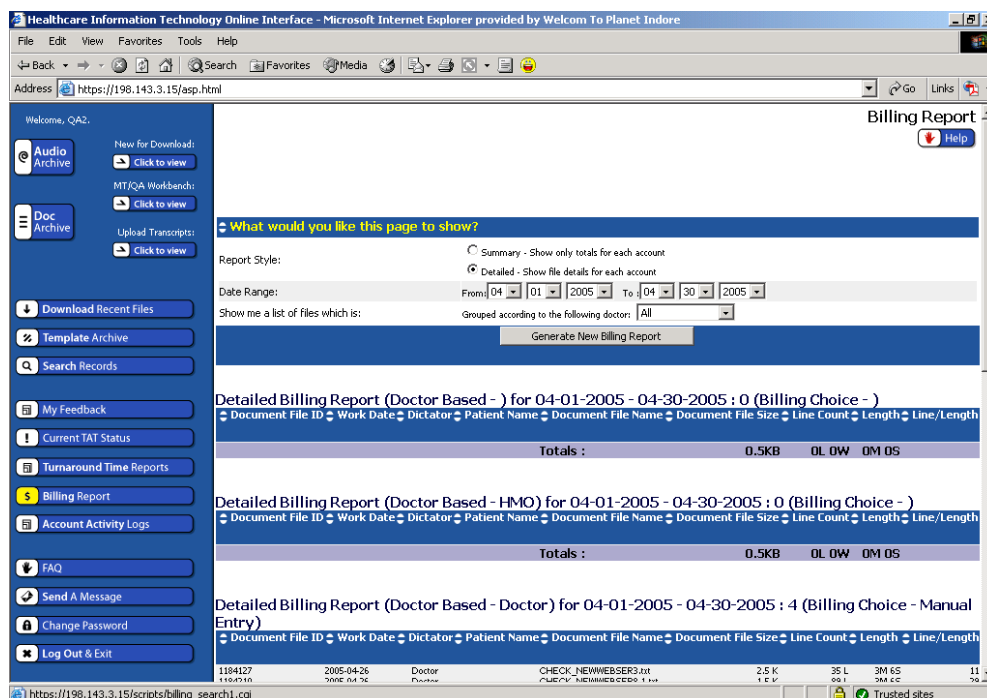 Healthcare Information Technology Online Interface - Microsoft Internet Explorer provided by Welcom To Planet Indore
File Edit View Favorites Tools Help
Back Search Favorites Media
Address https://198.143.3.15/asp.html Go Links
Welcome, QA2.
Audio Archive
New for Download:
Click to view
MT/QA Workbench:
Click to view
Doc Archive
Upload Transcripts:
Click to view
Download Recent Files
Template Archive
Search Records
My Feedback
Current TAT Status
Turnaround Time Reports
$ Billing Report
Account Activity Logs
FAQ
Send A Message
Change Password
Log Out & Exit
Billing Report
Help
What would you like this page to show?
Report Style:
Summary - Show only totals for each account
Detailed - Show file details for each account
Date Range: From: 04 01 2005 To : 04 30 2005
Show me a list of files which is: Grouped according to the following doctor: All
Generate New Billing Report
Detailed Billing Report (Doctor Based - ) for 04-01-2005 - 04-30-2005 : 0 (Billing Choice - )
Document File ID Work Date Dictator Patient Name Document File Name Document File Size Line Count Length Line/Length
Totals : 0.5KB 0L 0W 0M 0S
Detailed Billing Report (Doctor Based - HMO) for 04-01-2005 - 04-30-2005 : 0 (Billing Choice - )
Document File ID Work Date Dictator Patient Name Document File Name Document File Size Line Count Length Line/Length
Totals : 0.5KB 0L 0W 0M 0S
Detailed Billing Report (Doctor Based - Doctor) for 04-01-2005 - 04-30-2005 : 4 (Billing Choice - Manual
Entry)
Document File ID Work Date Dictator Patient Name Document File Name Document File Size Line Count Length Line/Length
1184127 2005-04-26 Doctor CHECK_NEWWEBSER3.txt 2.5 K 35 L 3M 6S 11
https://198.143.3.15/scripts/billing_search1.cgi Trusted sites